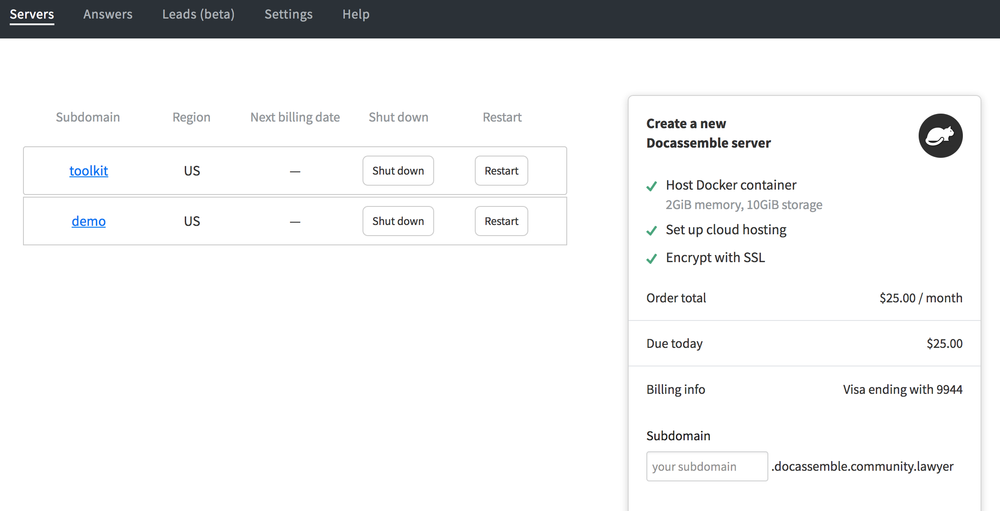 Servers Answers Leads (beta) Settings Help
Subdomain Region Next billing date Shut down Restart
toolkit US — Shut down Restart
demo US — Shut down Restart
Create a new
Docassemble server
Host Docker container
2GiB memory, 10GiB storage
Set up cloud hosting
Encrypt with SSL
Order total $25.00 / month
Due today $25.00
Billing info Visa ending with 9944
Subdomain
your subdomain .docassemble.community.lawyer